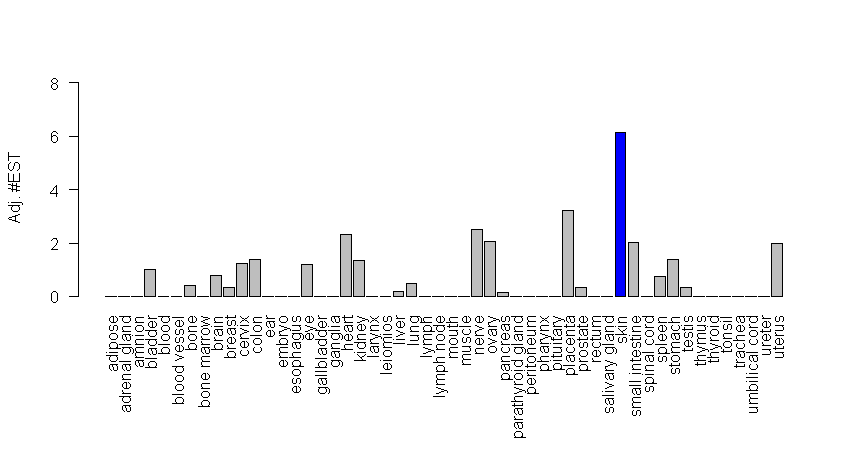 Adj. #EST
8
6
4
2
0
adipose
adrenal gland
amnion
bladder
blood
blood vessel
bone
bone marrow
brain
breast
cervix
colon
ear
embryo
esophagus
eye
gallbladder
ganglia
heart
kidney
larynx
leiomios
liver
lung
lymph
lymph node
mouth
muscle
nerve
ovary
pancreas
parathyroid gland
peritoneum
pharynx
pituitary
placenta
prostate
rectum
salivary gland
skin
small intestine
spinal cord
spleen
stomach
testis
thymus
thyroid
tonsil
trachea
umbilical cord
ureter
uterus